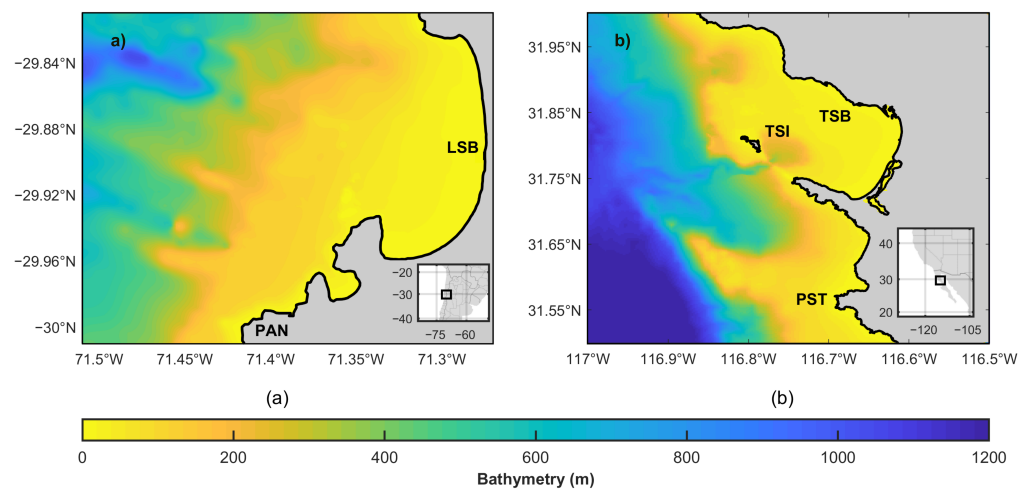 a)
−29.84°N
−29.88°N
−29.92°N
−29.96°N
−30°N
LSB
PAN
−20
−30
−40
−75 −60
71.5°W 71.45°W 71.4°W 71.35°W 71.3°W
(a)
b)
31.95°N
31.85°N
31.75°N
31.65°N
31.55°N
TSB
TSI
PST
40
30
20
−120 −105
117°W 116.8°W 116.7°W 116.6°W 116.5°W
(b)
0 200 400 600 800 1000 1200
Bathymetry (m)